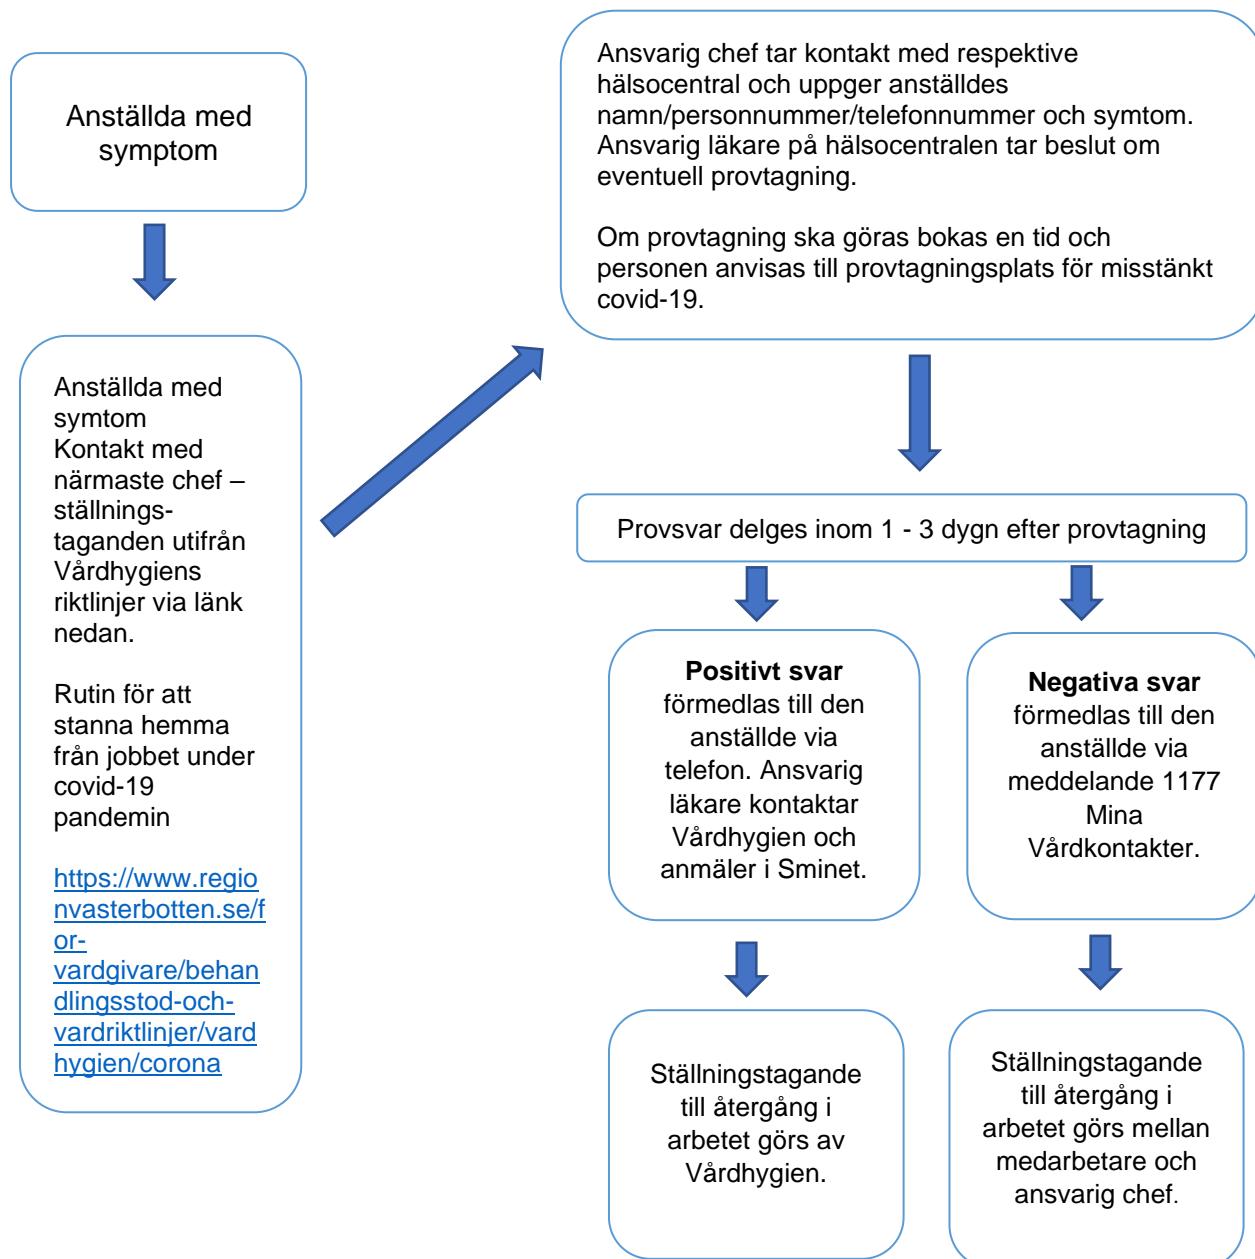 Anställda med
symptom
Anställda med
symtom
Kontakt med
närmaste chef –
ställnings-
taganden utifrån
Vårdhygiens
riktlinjer via länk
nedan.
Rutin för att
stanna hemma
från jobbet under
covid-19
pandemin
https://www.regio
nvasterbotten.se/f
or-
vardgivare/behan
dlingsstod-och-
vardriktlinjer/vard
hygien/corona
Ansvarig chef tar kontakt med respektive
hälsocentral och uppger anställdes
namn/personnummer/telefonnummer och symtom.
Ansvarig läkare på hälsocentralen tar beslut om
eventuell provtagning.
Om provtagning ska göras bokas en tid och
personen anvisas till provtagningsplats för misstänkt
covid-19.
Provsvar delges inom 1 - 3 dygn efter provtagning
Positivt svar
förmedlas till den
anställde via
telefon. Ansvarig
läkare kontaktar
Vårdhygien och
anmäler i Sminet.
Negativa svar
förmedlas till den
anställde via
meddelande 1177
Mina
Vårdkontakter.
Ställningstagande
till återgång i
arbetet görs av
Vårdhygien.
Ställningstagande
till återgång i
arbetet görs mellan
medarbetare och
ansvarig chef.